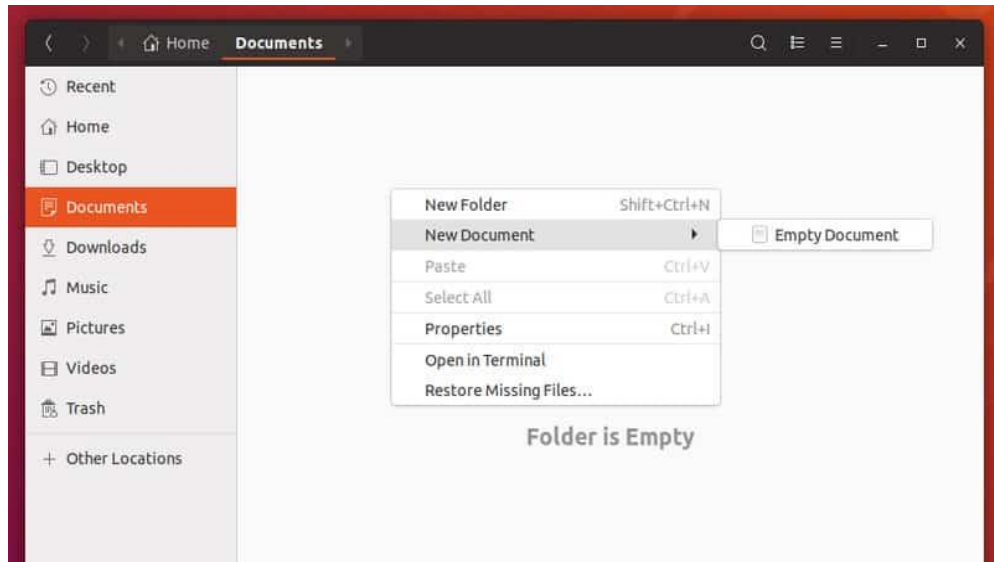 Home Documents
Recent
Home
Desktop
Documents
Downloads
Music
Pictures
Videos
Trash
+ Other Locations
New Folder Shift+Ctrl+N
New Document
Paste Ctrl+V
Select All Ctrl+A
Properties Ctrl+I
Open in Terminal
Restore Missing Files...
Empty Document
Folder is Empty